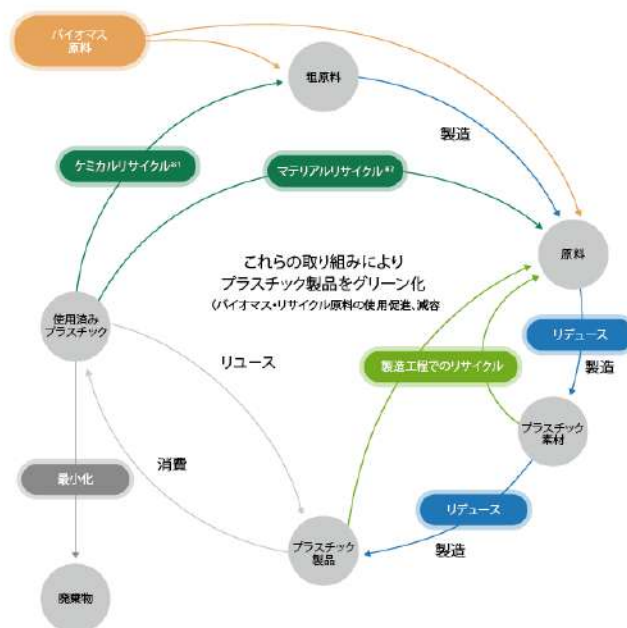 バイオマス
原料
粗原料
製造
ケミカルリサイクル※1
マテリアルリサイクル※2
原料
これらの取り組みにより
プラスチック製品をグリーン化
（バイオマス・リサイクル原料の使用促進、減容
使用済み
プラスチック
リデュース
製造
リユース
製造工程でのリサイクル
プラスチック
素材
消費
最小化
リデュース
プラスチック
製品
製造
廃棄物